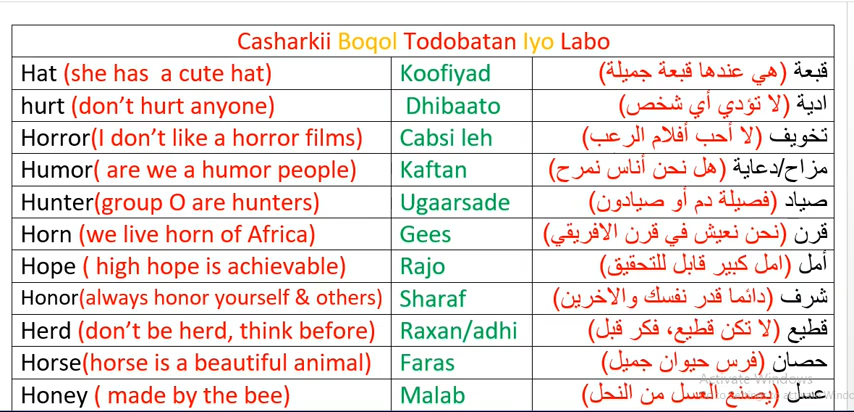 Casharkii Boqol Todobatan Iyo Labo
Hat (she has a cute hat) Koofiyad قبعة (هي عندها قبعة جميلة)
hurt (don't hurt anyone) Dhibaato ادية (لا تؤدي أي شخص)
Horror(I don't like a horror films) Cabsi leh تخويف (لا أحب أفلام الرعب)
Humor( are we a humor people) Kaftan مزاح/دعاية (هل نحن أناس نمرح)
Hunter(group O are hunters) Ugaarsade صياد (فصيلة دم أو صيادون)
Horn (we live horn of Africa) Gees قرن (نحن نعيش في قرن الافريقي)
Hope ( high hope is achievable) Rajo أمل (امل كبير قابل للتحقيق)
Honor(always honor yourself & others) Sharaf شرف (دائما قدر نفسك والاخرين)
Herd (don't be herd, think before) Raxan/adhi قطيع (لا تكن قطيع، فكر قبل)
Horse(horse is a beautiful animal) Faras حصان (فرس حيوان جميل)
Honey ( made by the bee) Malab عسل (يصنع العسل من النحل)
Activate Windows